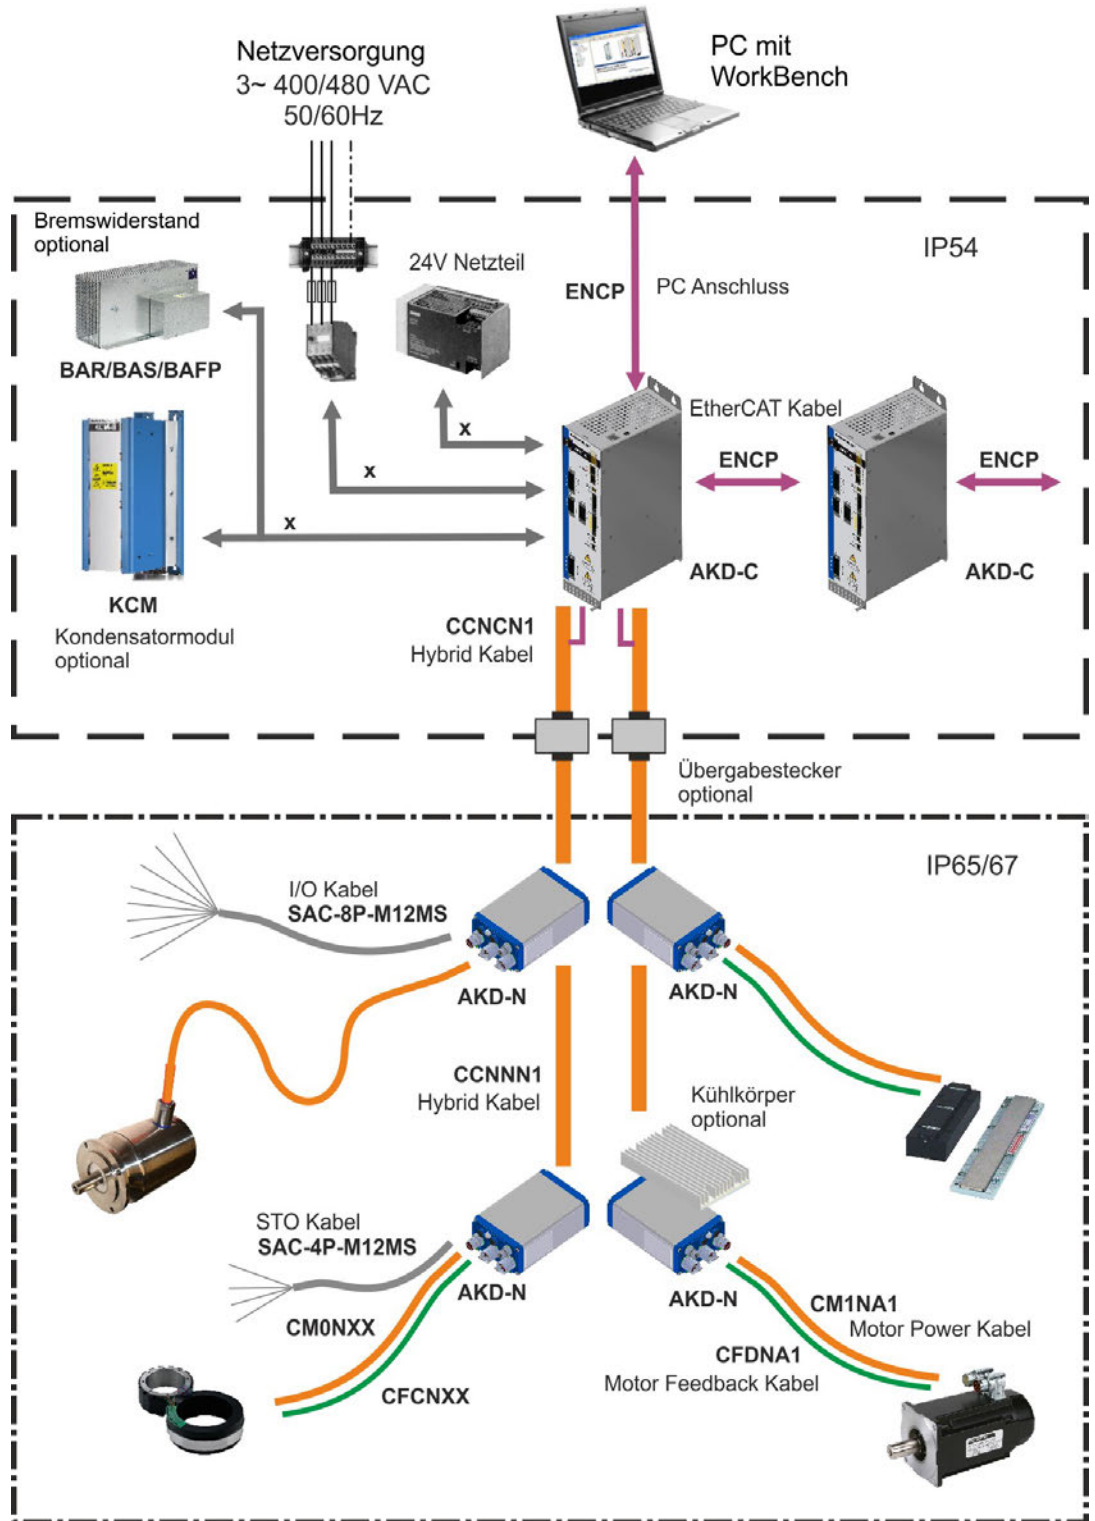 Netzversorgung
3~ 400/480 VAC
50/60Hz
PC mit
WorkBench
Bremswiderstand
optional
IP54
24V Netzteil
ENCP
PC Anschluss
BAR/BAS/BAFP
EtherCAT Kabel
x
ENCP
ENCP
x
x
AKD-C
AKD-C
KCM
Kondensatormodul
optional
CCNCN1
Hybrid Kabel
Übergabestecker
optional
IP65/67
I/O Kabel
SAC-8P-M12MS
AKD-N
AKD-N
CCNNN1
Hybrid Kabel
Kühlkörper
optional
STO Kabel
SAC-4P-M12MS
AKD-N
AKD-N
CM1NA1
Motor Power Kabel
CM0NXX
CFDNA1
Motor Feedback Kabel
CFCNXX